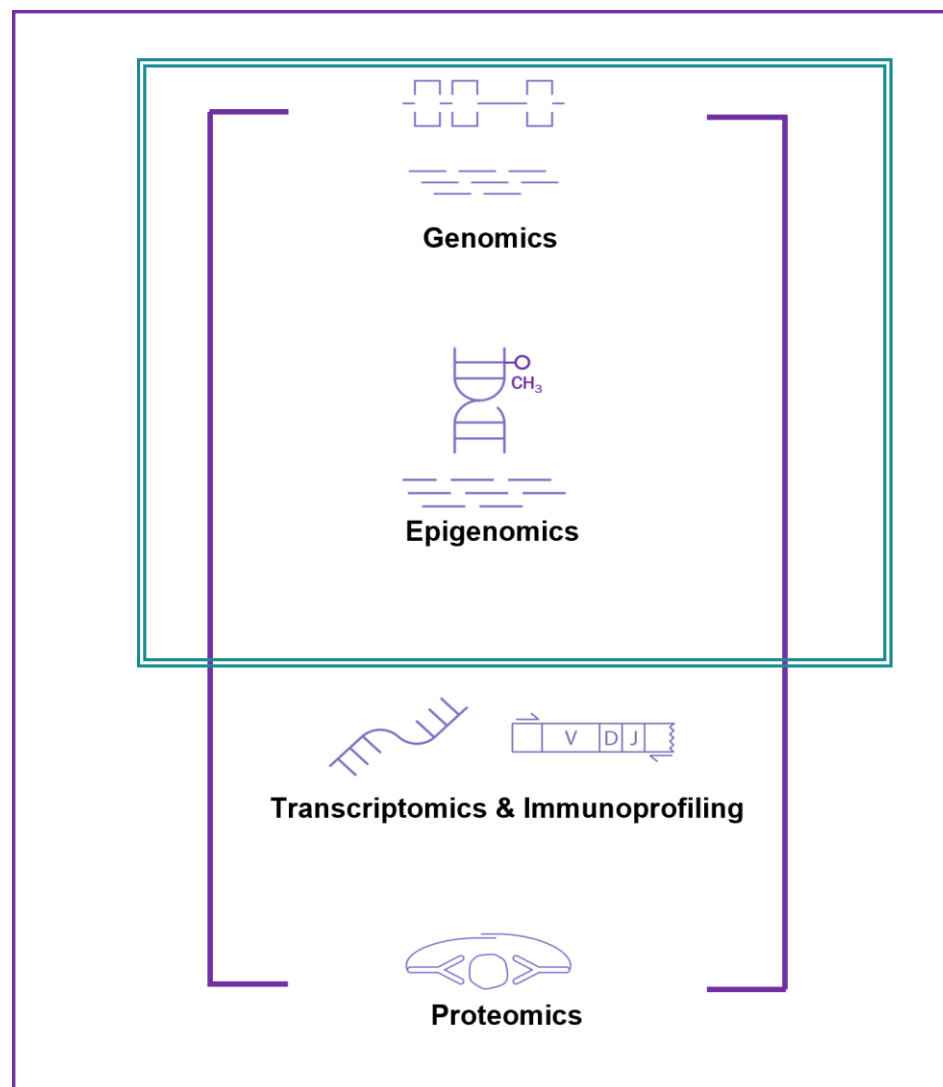 Genomics
CH₃
Epigenomics
V D J
Transcriptomics & Immunoprofiling
Proteomics